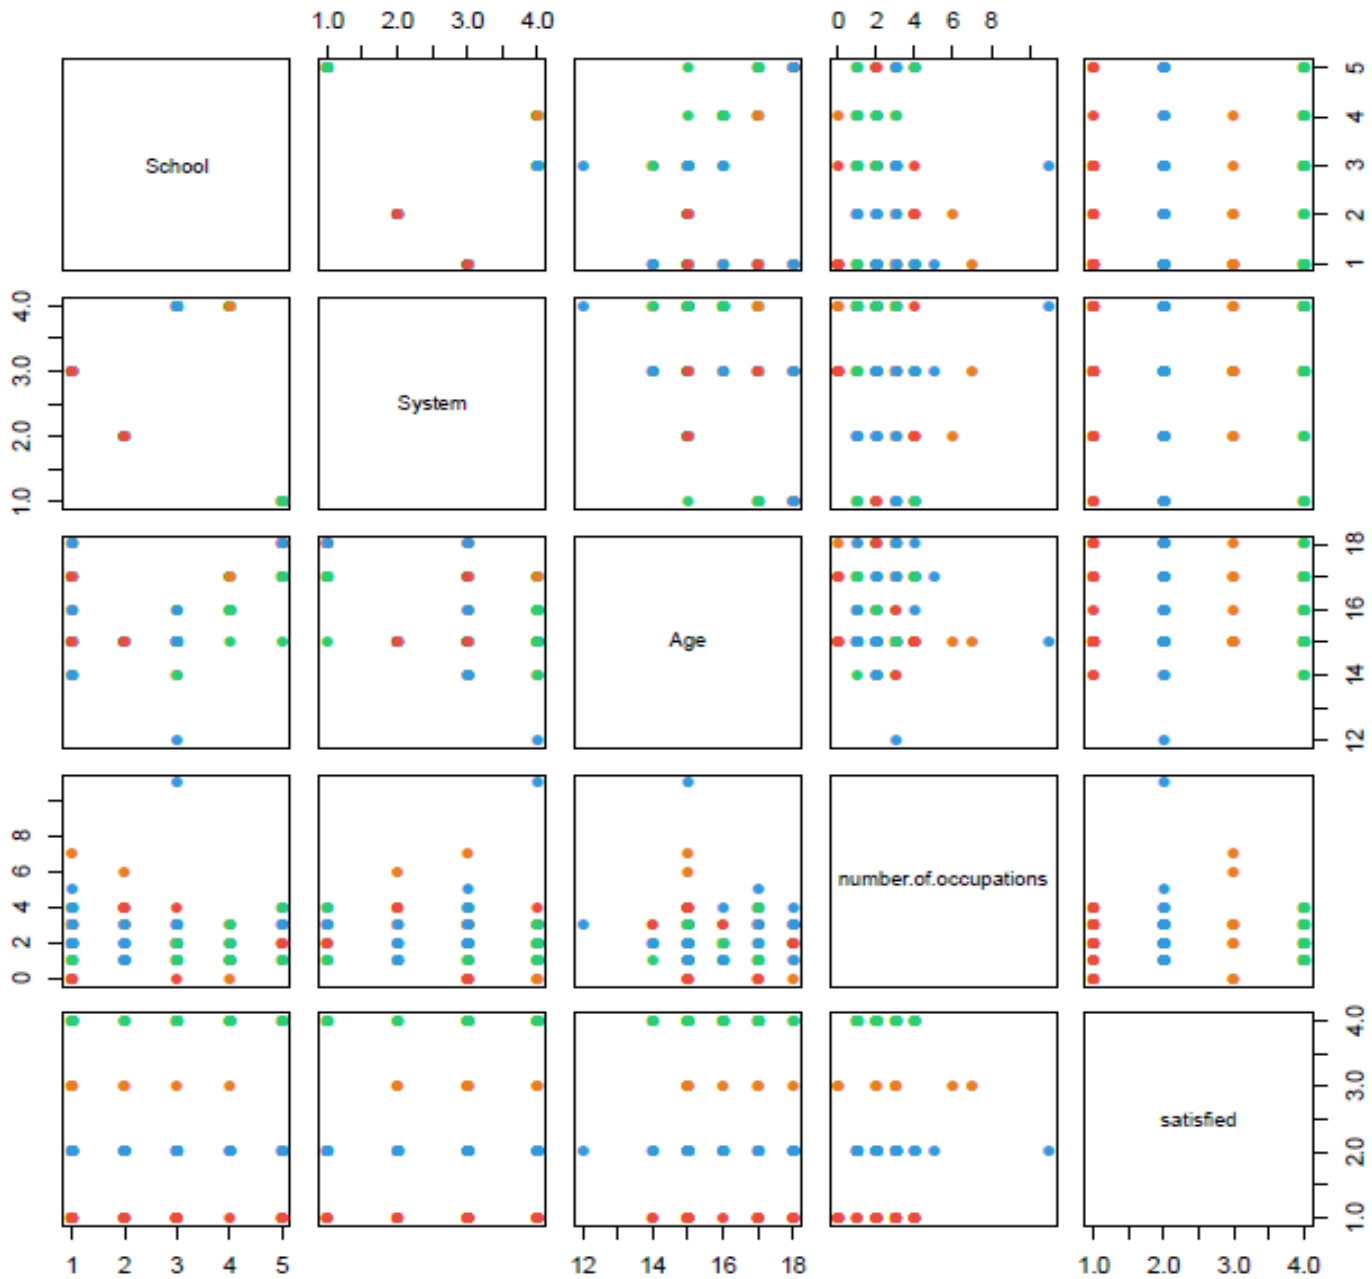 1.0 2.0 3.0 4.0 0 2 4 6 8
School 1 2 3 4 5
1.0 2.0 3.0 4.0 System
Age 12 14 16 18
0 2 4 6 8 number.of.occupations
satisfied 1.0 2.0 3.0 4.0
1 2 3 4 5 12 14 16 18 1.0 2.0 3.0 4.0